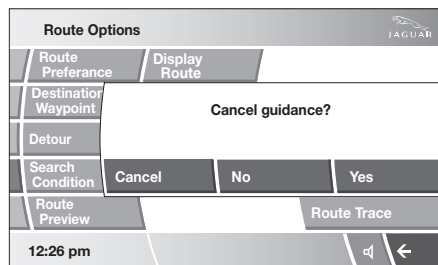 Route Options
JAGUAR
Route Display
Preferance Route
Destination
Waypoint
Cancel guidance?
Detour
Search
Condition
Cancel No Yes
Route
Preview
Route Trace
12:26 pm